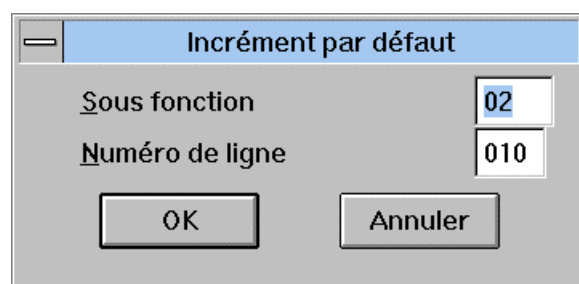 Incrément par défaut
Sous fonction 02
Numéro de ligne 010
OK Annuler